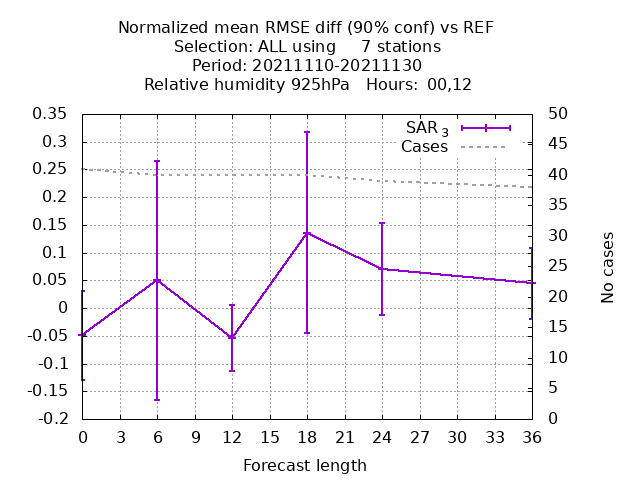 Normalized mean RMSE diff (90% conf) vs REF
Selection: ALL using     7 stations
Period: 20211110-20211130
Relative humidity 925hPa   Hours:  00,12
0.35
0.3
0.25
0.2
0.15
0.1
0.05
0
-0.05
-0.1
-0.15
-0.2
SAR 3
Cases
50
45
40
35
30
25
20
15
10
5
0
No cases
0 3 6 9 12 15 18 21 24 27 30 33 36
Forecast length